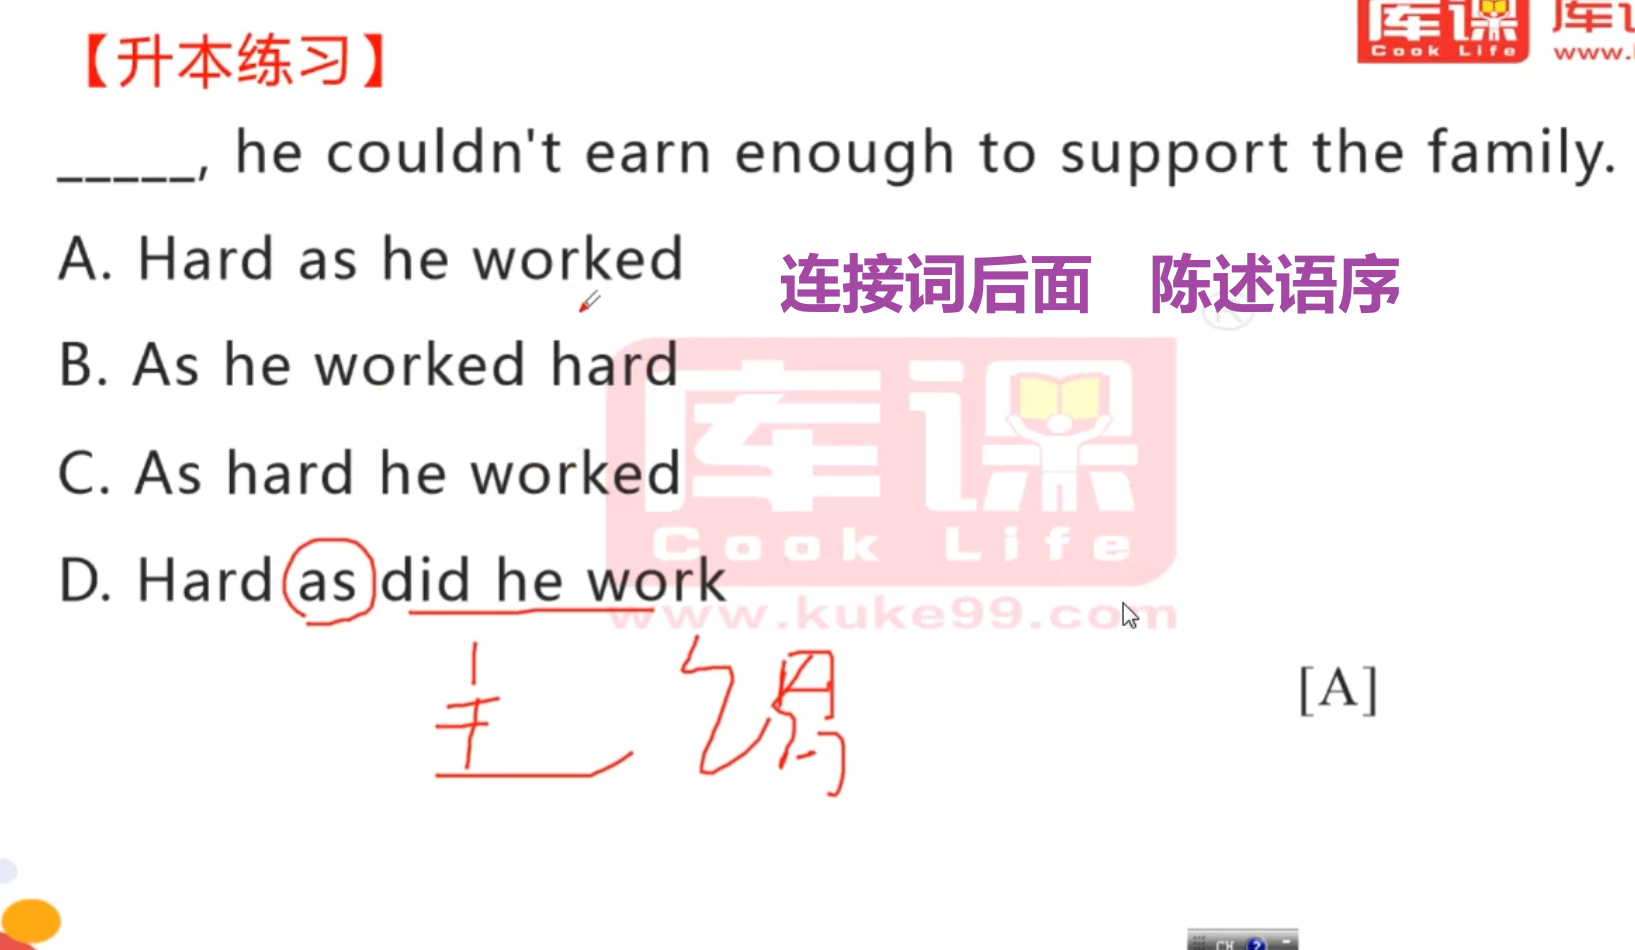 【升本练习】
库课
Cook Life
www.
_____, he couldn't earn enough to support the family.
A. Hard as he worked
连接词后面 陈述语序
B. As he worked hard
C. As hard he worked
D. Hard as did he work
库课
Cook Life
www.kuke99.com
主 谓
[A]
CH